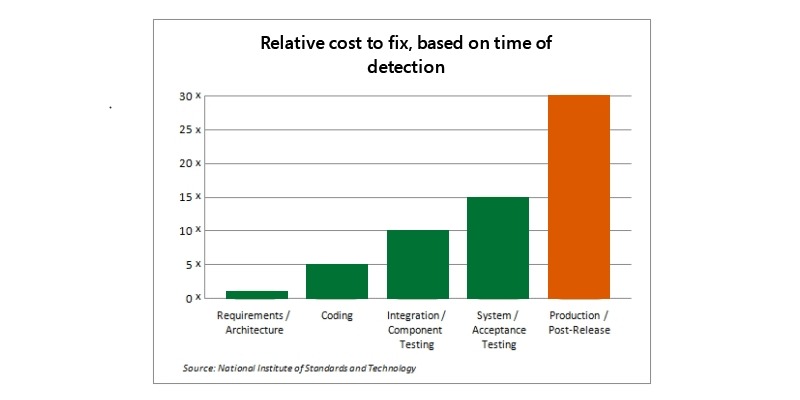 Relative cost to fix, based on time of
detection
30 x
25 x
20 x
15 x
10 x
5 x
0 x
Requirements /
Architecture
Coding
Integration /
Component
Testing
System /
Acceptance
Testing
Production /
Post-Release
Source: National Institute of Standards and Technology